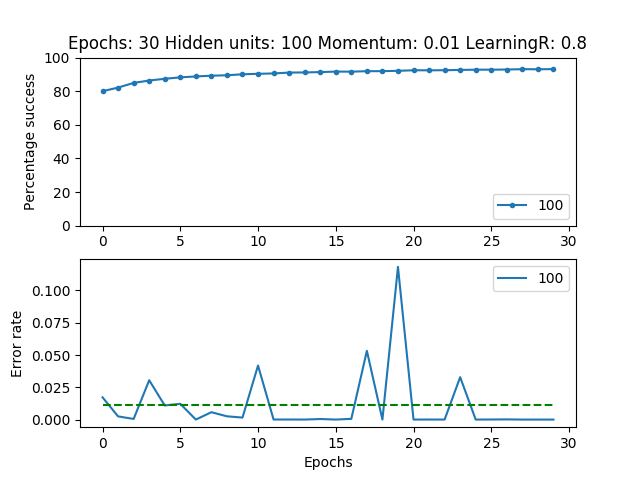 Epochs: 30 Hidden units: 100 Momentum: 0.01 LearningR: 0.8
100
80
60
40
20
0
Percentage success
100
0 5 10 15 20 25 30
0.100
0.075
0.050
0.025
0.000
Error rate
100
0 5 10 15 20 25 30
Epochs